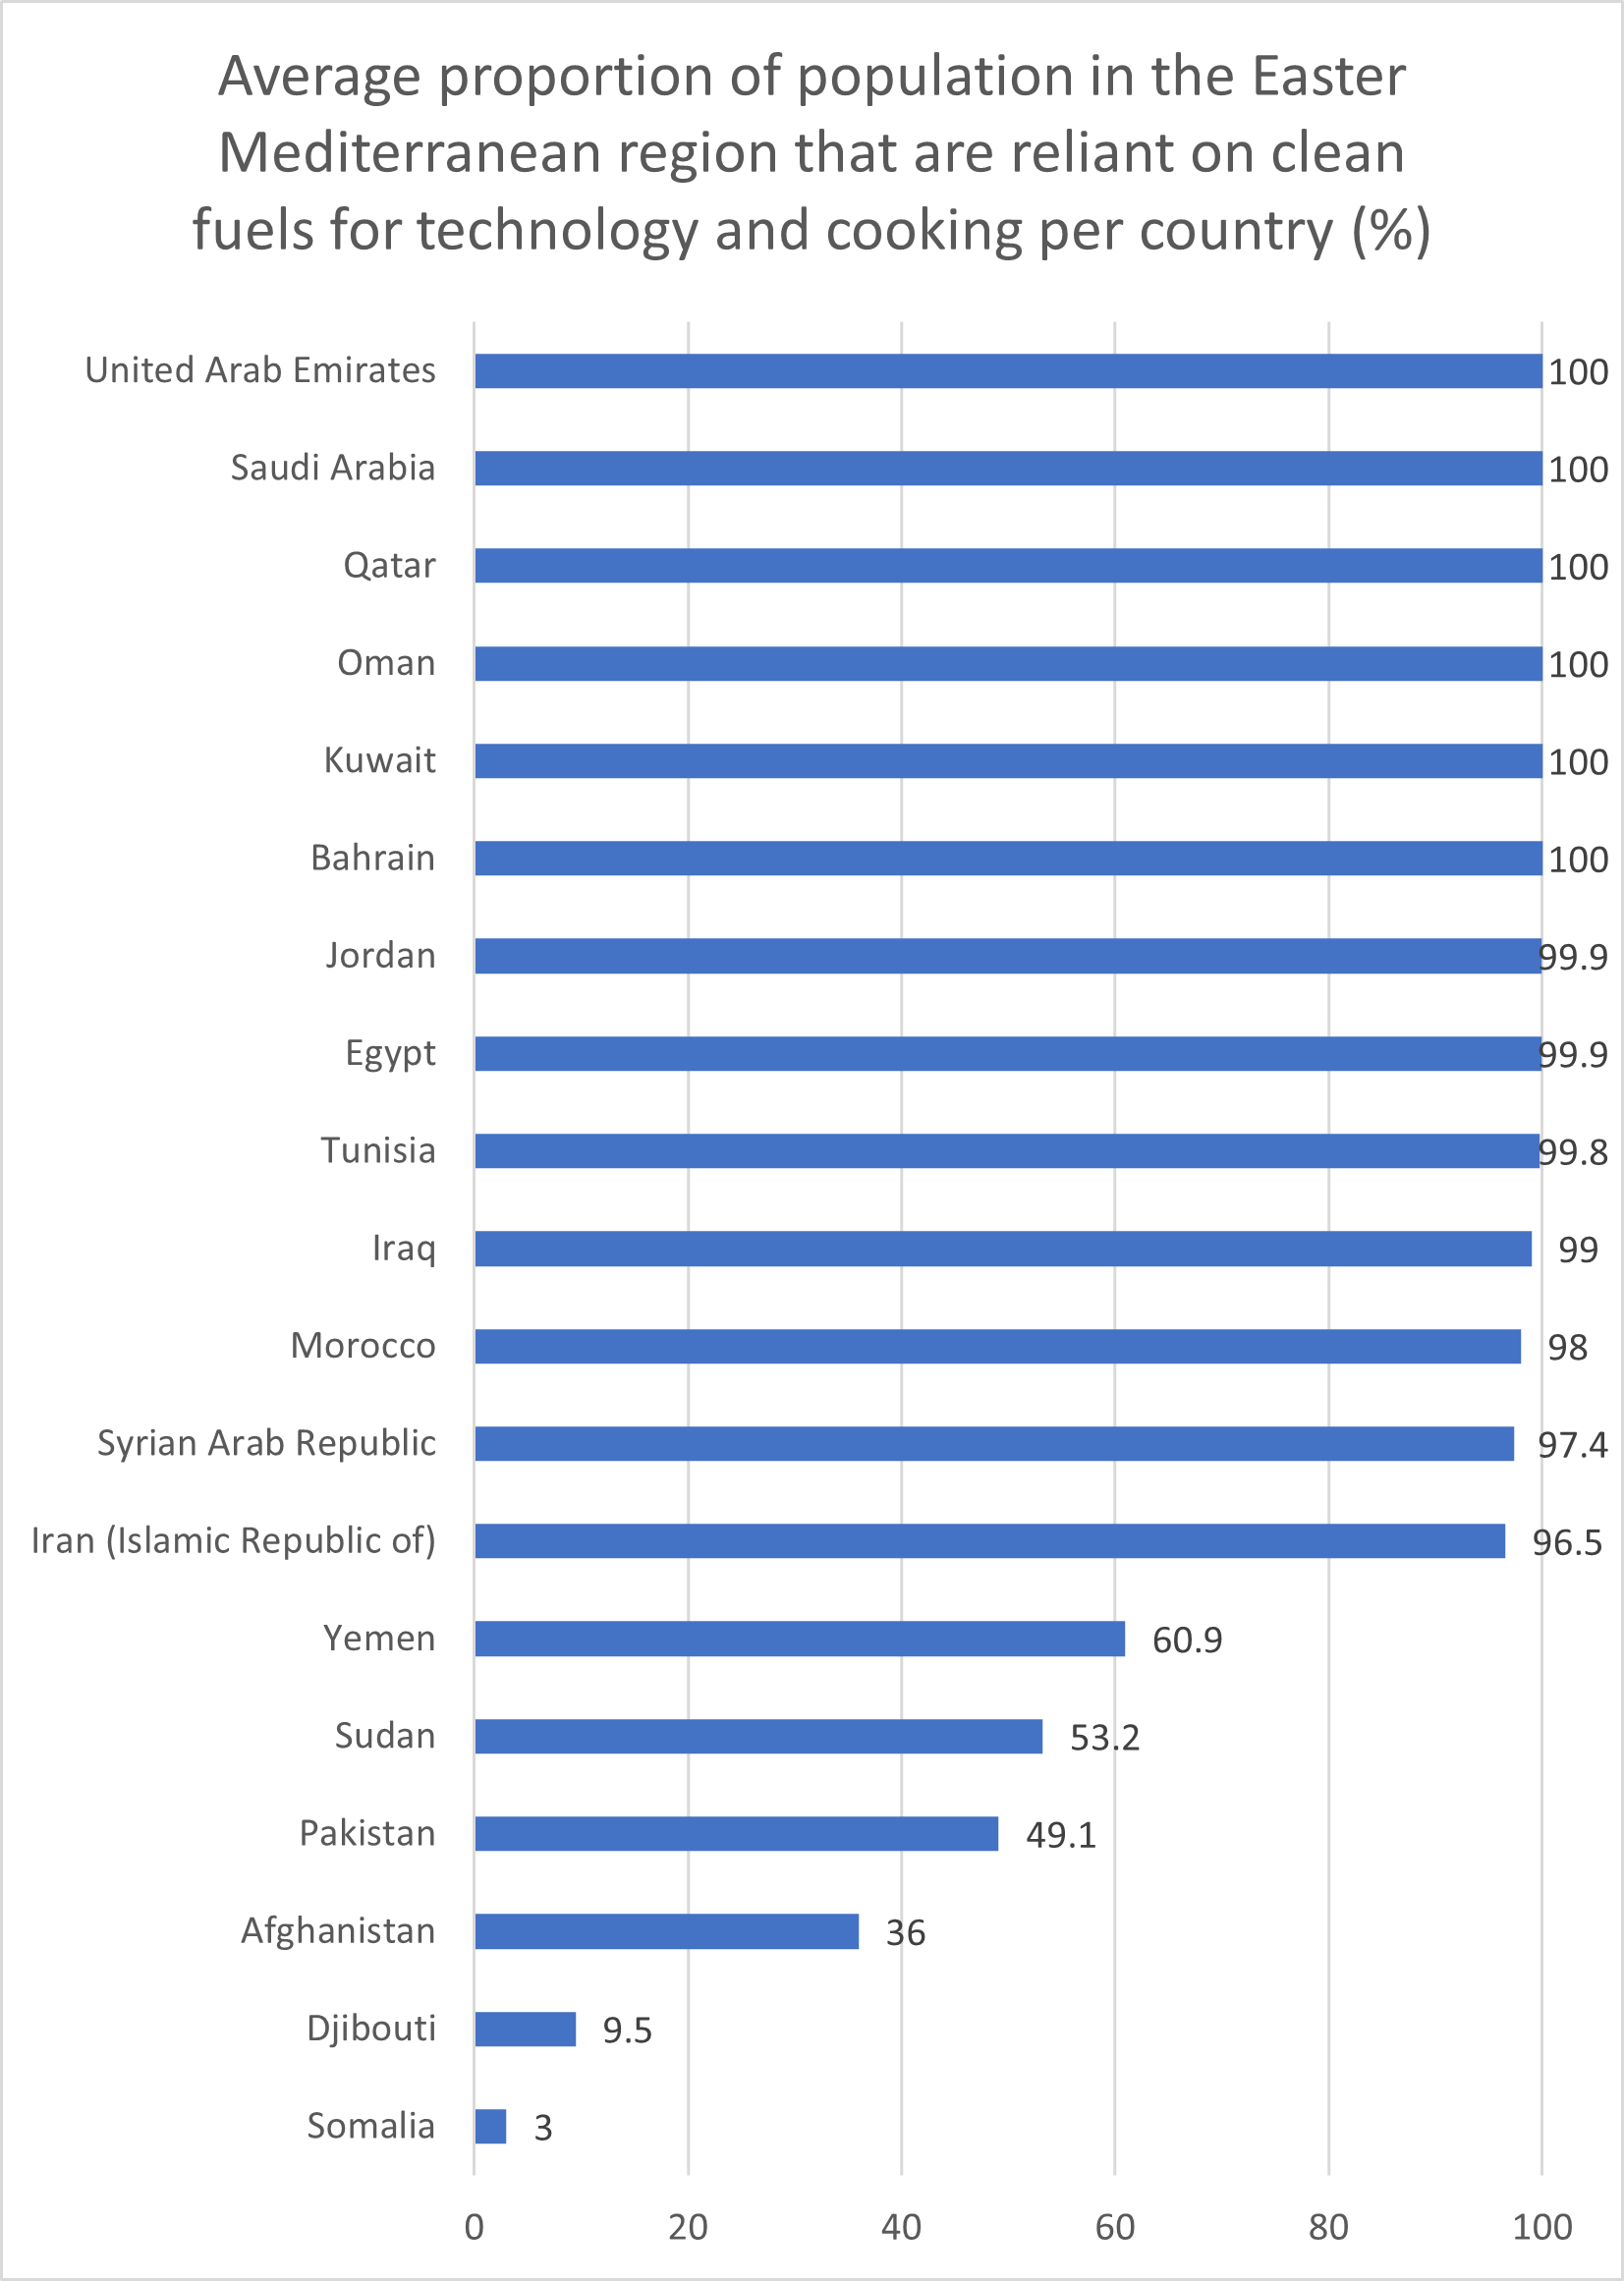 Average proportion of population in the Easter
Mediterranean region that are reliant on clean
fuels for technology and cooking per country (%)
United Arab Emirates 100
Saudi Arabia 100
Qatar 100
Oman 100
Kuwait 100
Bahrain 100
Jordan 99.9
Egypt 99.9
Tunisia 99.8
Iraq 99
Morocco 98
Syrian Arab Republic 97.4
Iran (Islamic Republic of) 96.5
Yemen 60.9
Sudan 53.2
Pakistan 49.1
Afghanistan 36
Djibouti 9.5
Somalia 3
0 20 40 60 80 100